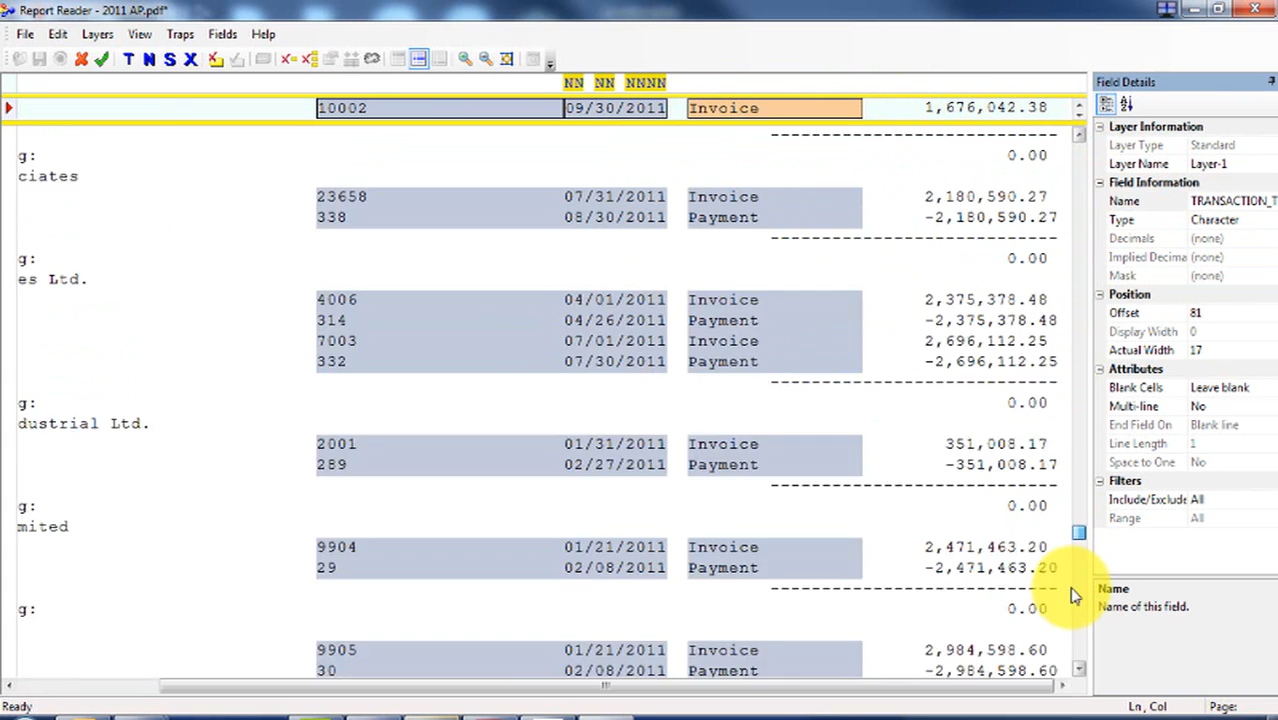 Report Reader - 2011 AP.pdf*
File Edit Layers View Traps Fields Help
T N S X
NN NN NNNN
10002 09/30/2011 Invoice 1,676,042.38
----------------------------
g: 0.00
ciates
23658 07/31/2011 Invoice 2,180,590.27
338 08/30/2011 Payment -2,180,590.27
----------------------------
g: 0.00
es Ltd.
4006 04/01/2011 Invoice 2,375,378.48
314 04/26/2011 Payment -2,375,378.48
7003 07/01/2011 Invoice 2,696,112.25
332 07/30/2011 Payment -2,696,112.25
----------------------------
g: 0.00
dustrial Ltd.
2001 01/31/2011 Invoice 351,008.17
289 02/27/2011 Payment -351,008.17
----------------------------
g: 0.00
mited
9904 01/21/2011 Invoice 2,471,463.20
29 02/08/2011 Payment -2,471,463.20
----------------------------
g: 0.00
9905 01/21/2011 Invoice 2,984,598.60
30 02/08/2011 Payment -2,984,598.60
Field Details
Layer Information
Layer Type Standard
Layer Name Layer-1
Field Information
Name TRANSACTION_T
Type Character
Decimals (none)
Implied Decima (none)
Mask (none)
Position
Offset 81
Display Width 0
Actual Width 17
Attributes
Blank Cells Leave blank
Multi-line No
End Field On Blank line
Line Length 1
Space to One No
Filters
Include/Exclude All
Range All
Name
Name of this field.
Ready Ln, Col Page: